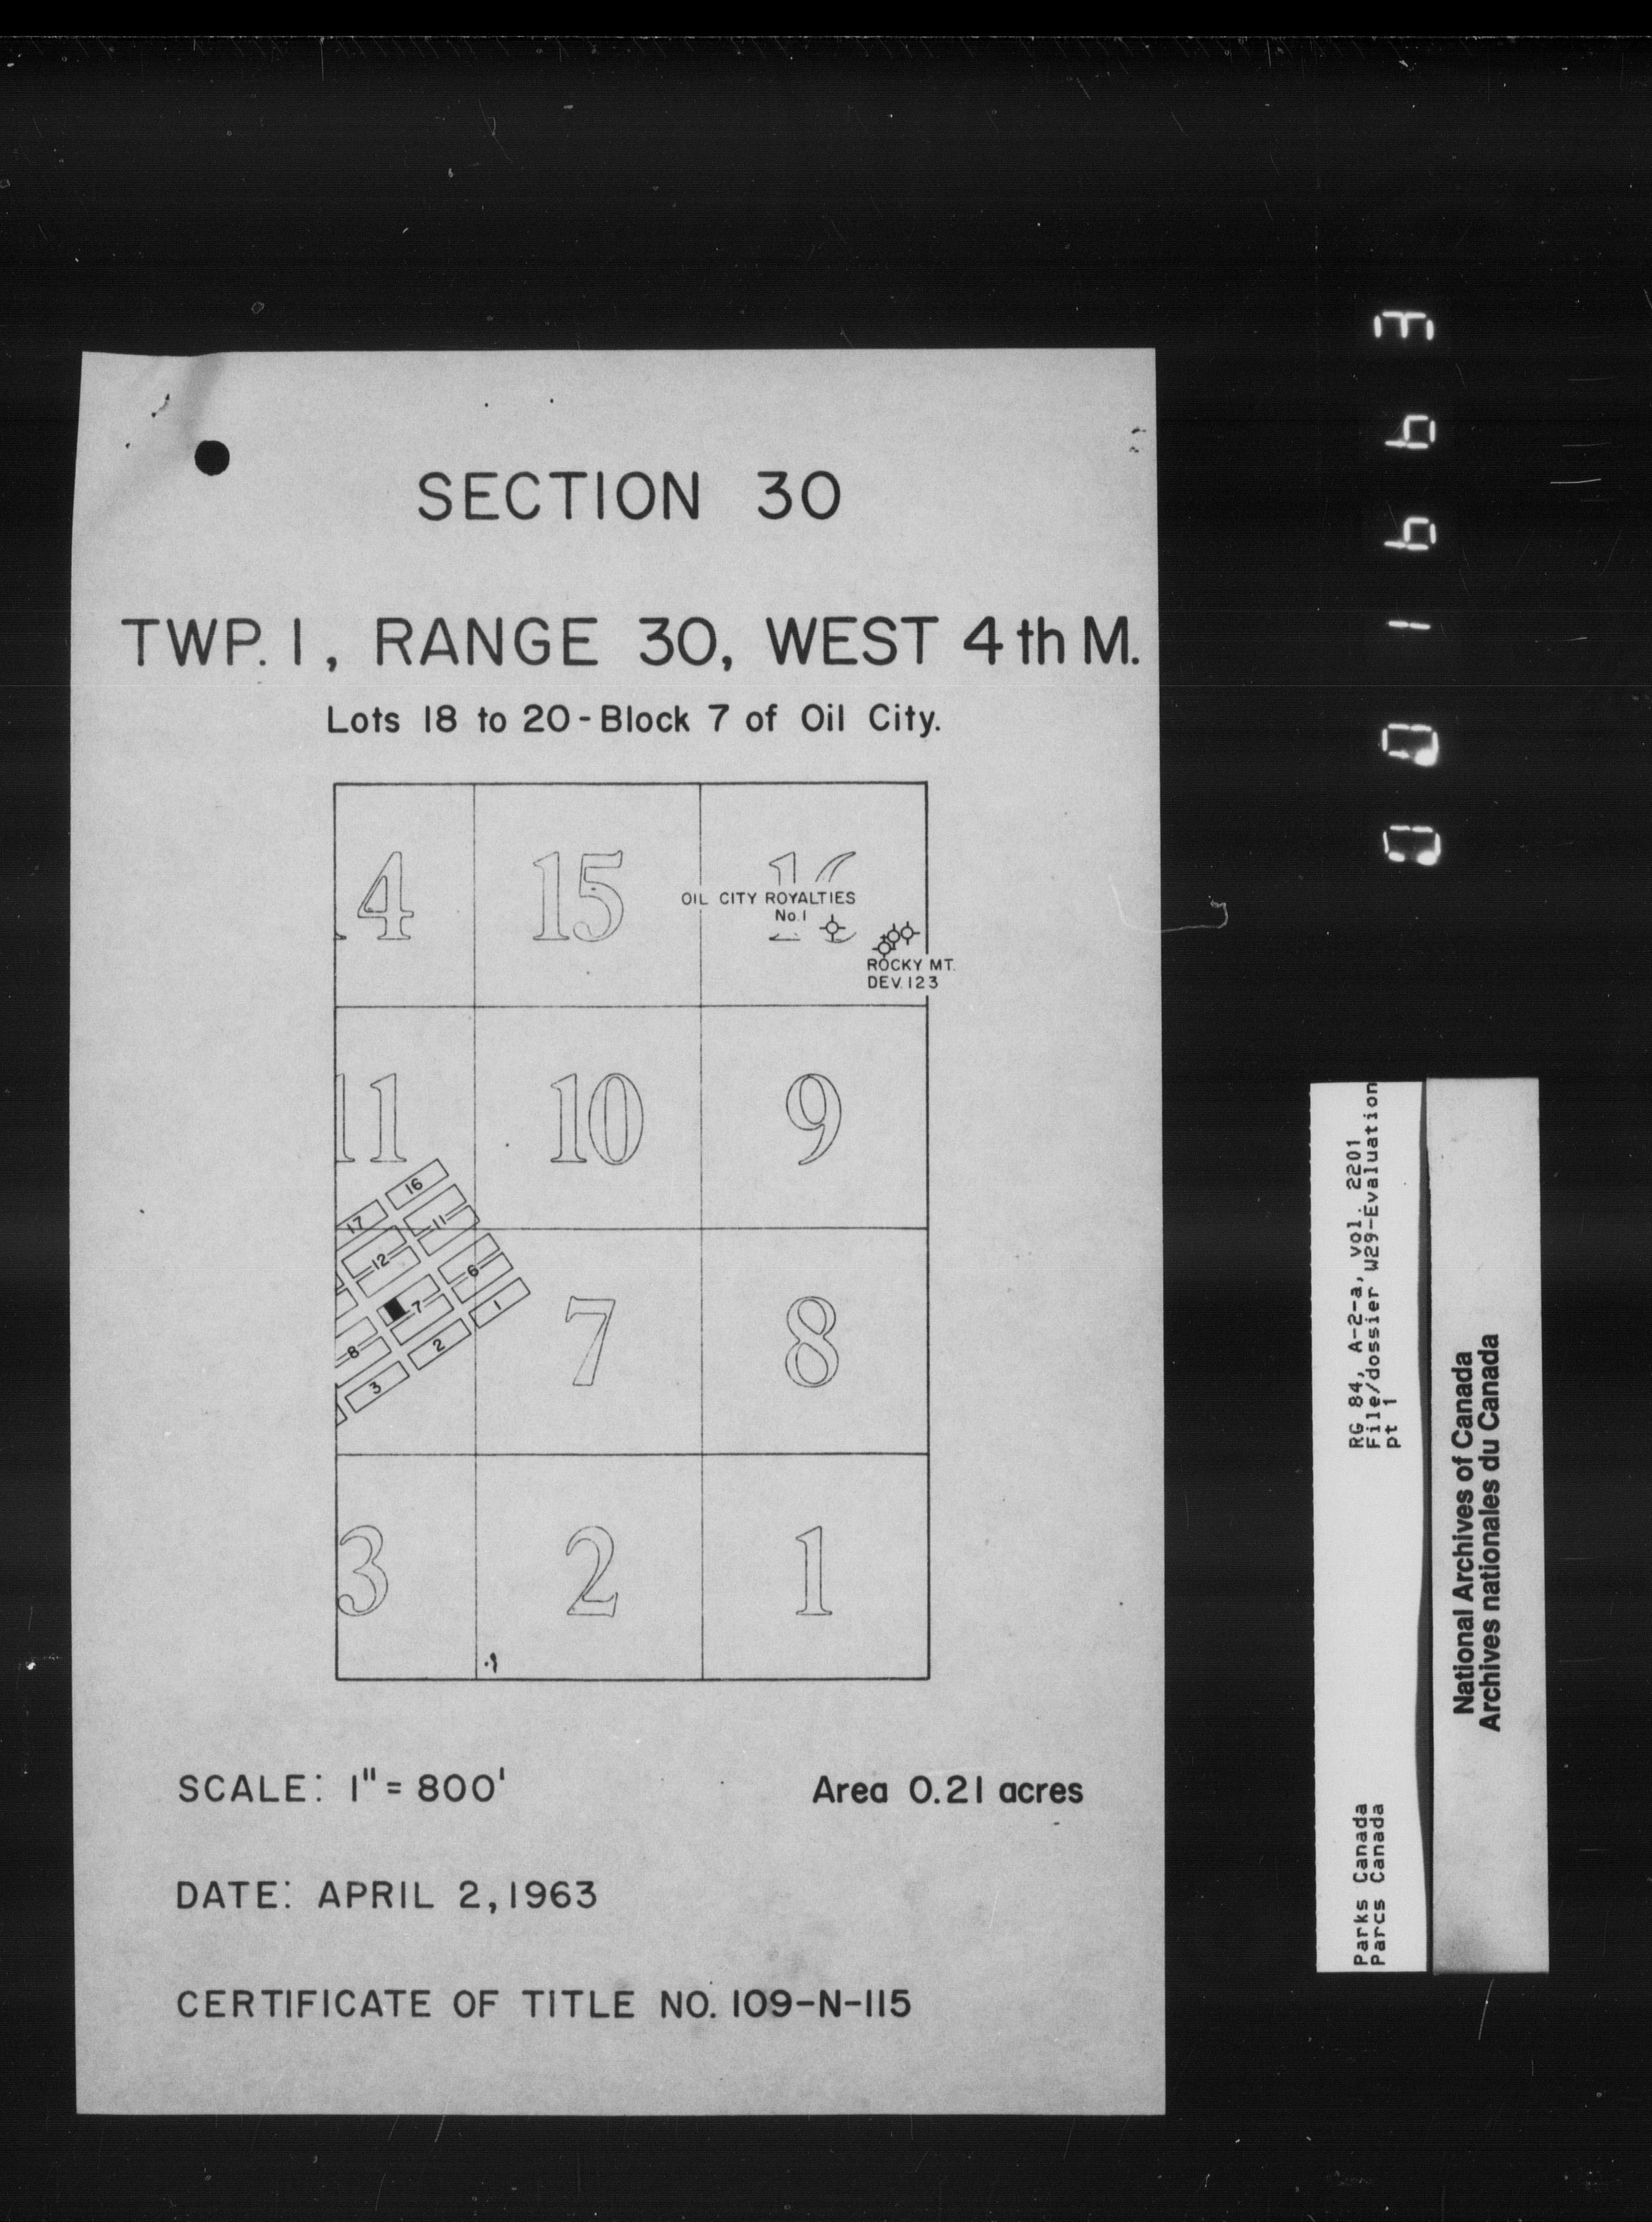 SECTION 30
TWP. 1, RANGE 30, WEST 4th M.
Lots 18 to 20 - Block 7 of Oil City.
4 15 16
OIL CITY ROYALTIES
No.1
ROCKY MT.
DEV. 123
11 10 9
16
17
11
12
6
7
1
8
2
3
7 8
3 2 1
SCALE: 1" = 800'
Area 0.21 acres
DATE: APRIL 2, 1963
CERTIFICATE OF TITLE NO. 109-N-115
RG 84, A-2-a, vol. 2201
File/dossier W29-Evaluation
pt 1
Parks Canada
Parcs Canada
National Archives of Canada
Archives nationales du Canada